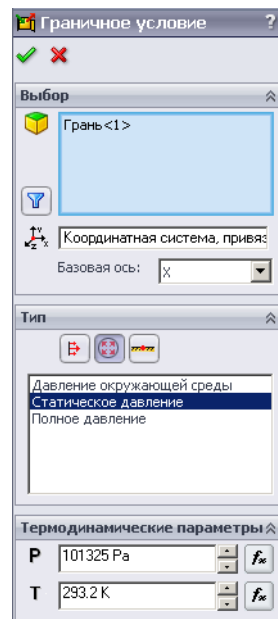 Граничное условие ?
Выбор
Грань<1>
Координатная система, привяз
Базовая ось: X
Тип
Давление окружающей среды
Статическое давление
Полное давление
Термодинамические параметры
P 101325 Pa
T 293.2 K